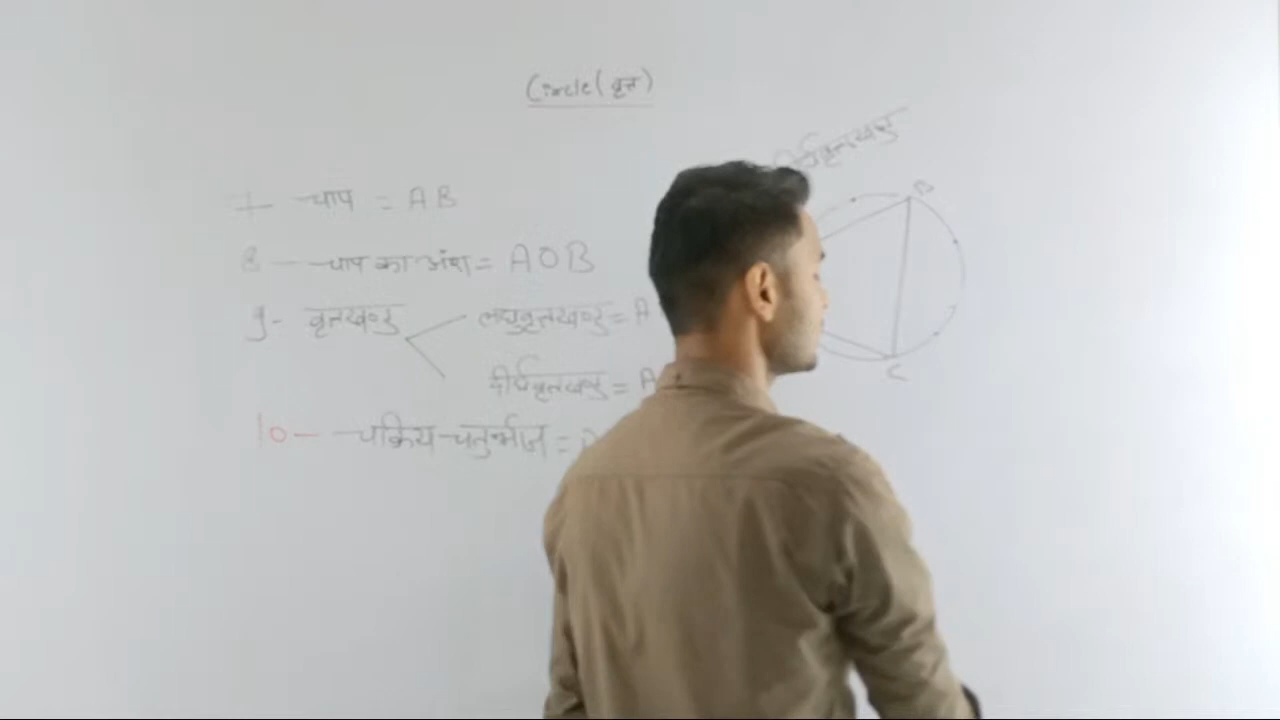 Circle (वृत्त)
7 - चाप = AB
8 - चाप का अंश = AOB
9 - वृत्तखण्ड
लघुवृत्तखण्ड = A
दीर्घवृत्तखण्ड = A
10 - चक्रिय चतुर्भुज =
दीर्घवृत्तखण्ड
B
C